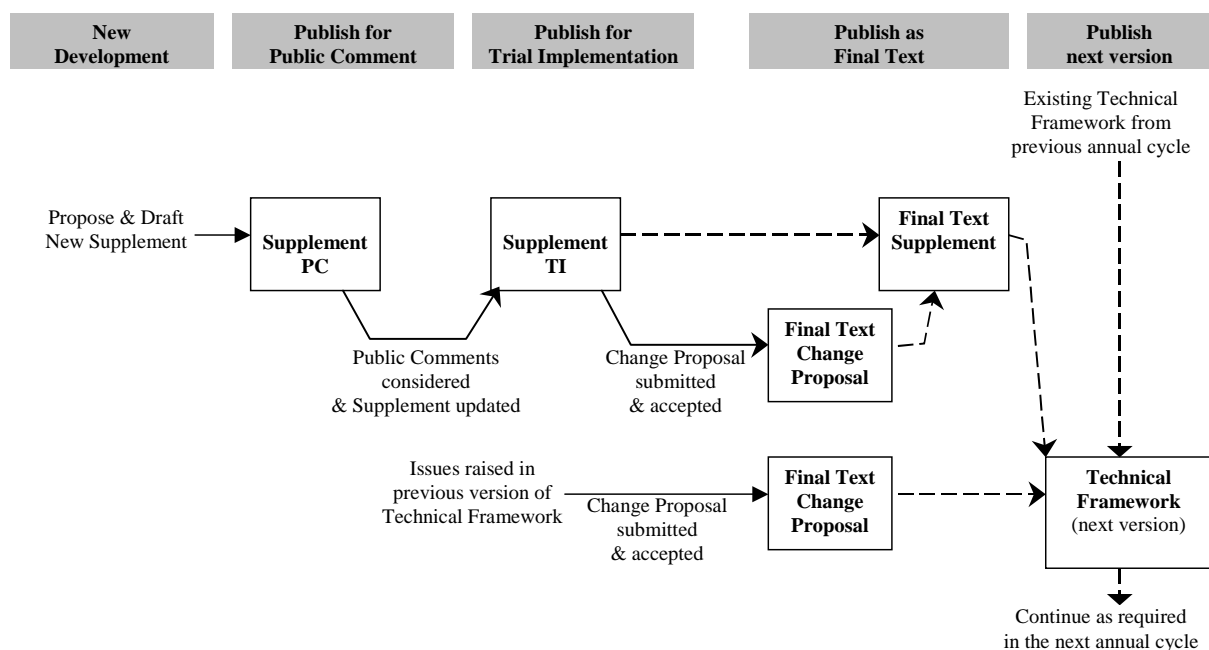 New
Development
Publish for
Public Comment
Publish for
Trial Implementation
Publish as
Final Text
Publish
next version
Existing Technical
Framework from
previous annual cycle
Propose & Draft
New Supplement
Supplement
PC
Supplement
TI
Final Text
Supplement
Public Comments
considered
& Supplement updated
Change Proposal
submitted
& accepted
Final Text
Change
Proposal
Issues raised in
previous version of
Technical Framework
Change Proposal
submitted
& accepted
Final Text
Change
Proposal
Technical
Framework
(next version)
Continue as required
in the next annual cycle